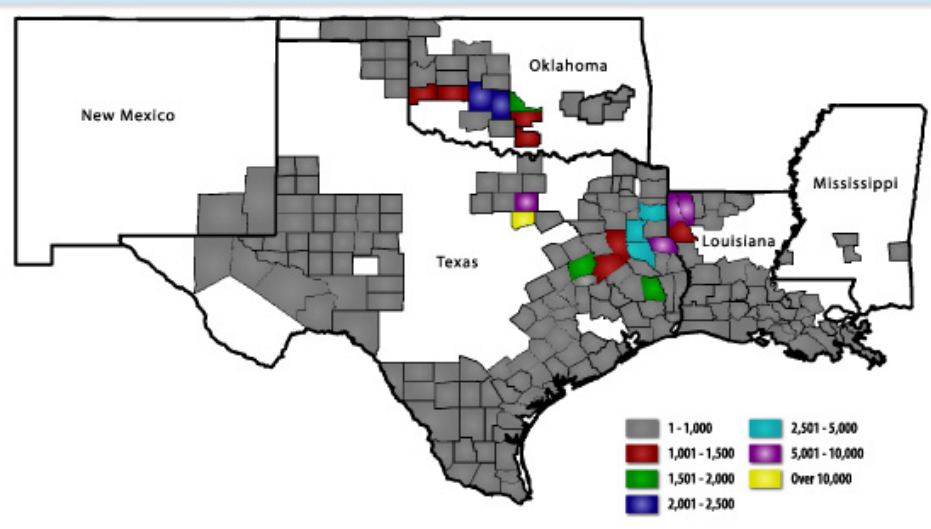 Oklahoma
New Mexico
Mississippi
Louisiana
Texas
1 - 1,000
2,501 - 5,000
1,001 - 1,500
5,001 - 10,000
1,501 - 2,000
Over 10,000
2,001 - 2,500